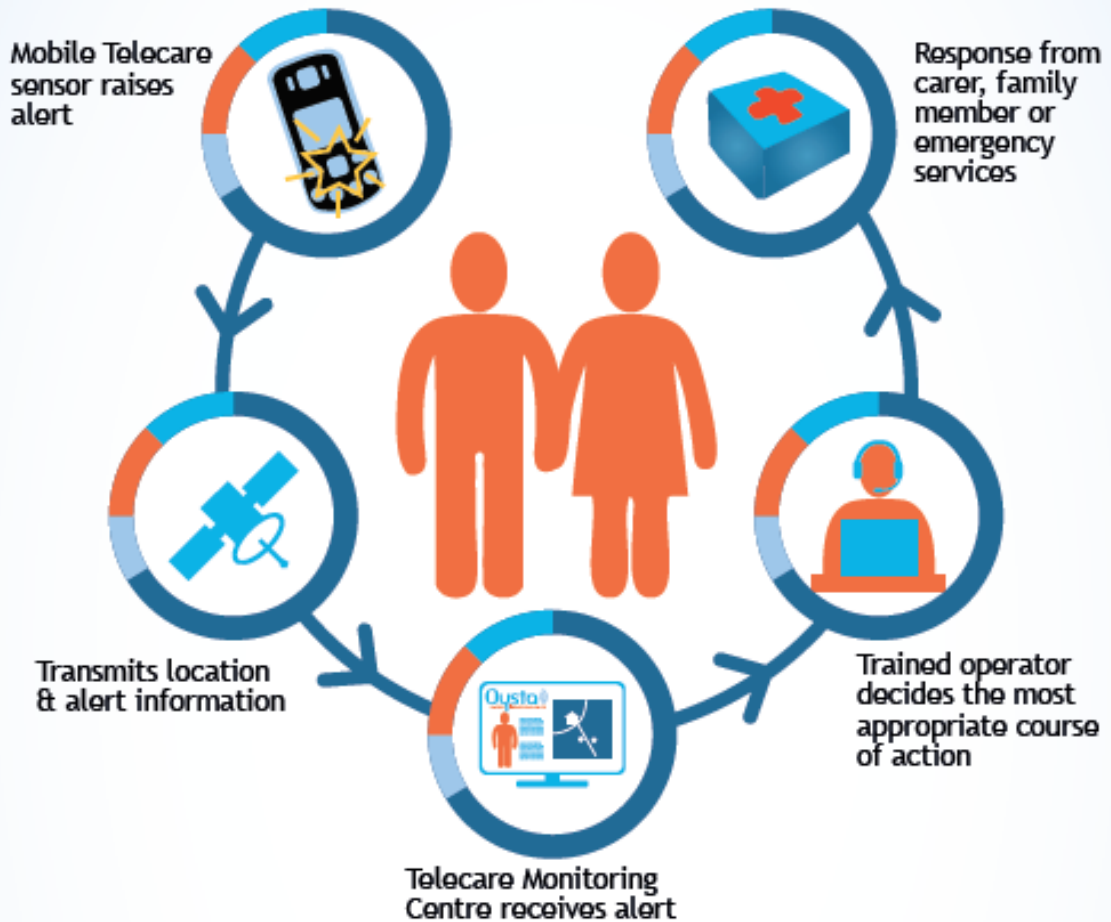 Mobile Telecare
sensor raises
alert
Transmits location
& alert information
Oysta
Telecare Monitoring
Centre receives alert
Trained operator
decides the most
appropriate course
of action
Response from
carer, family
member or
emergency
services